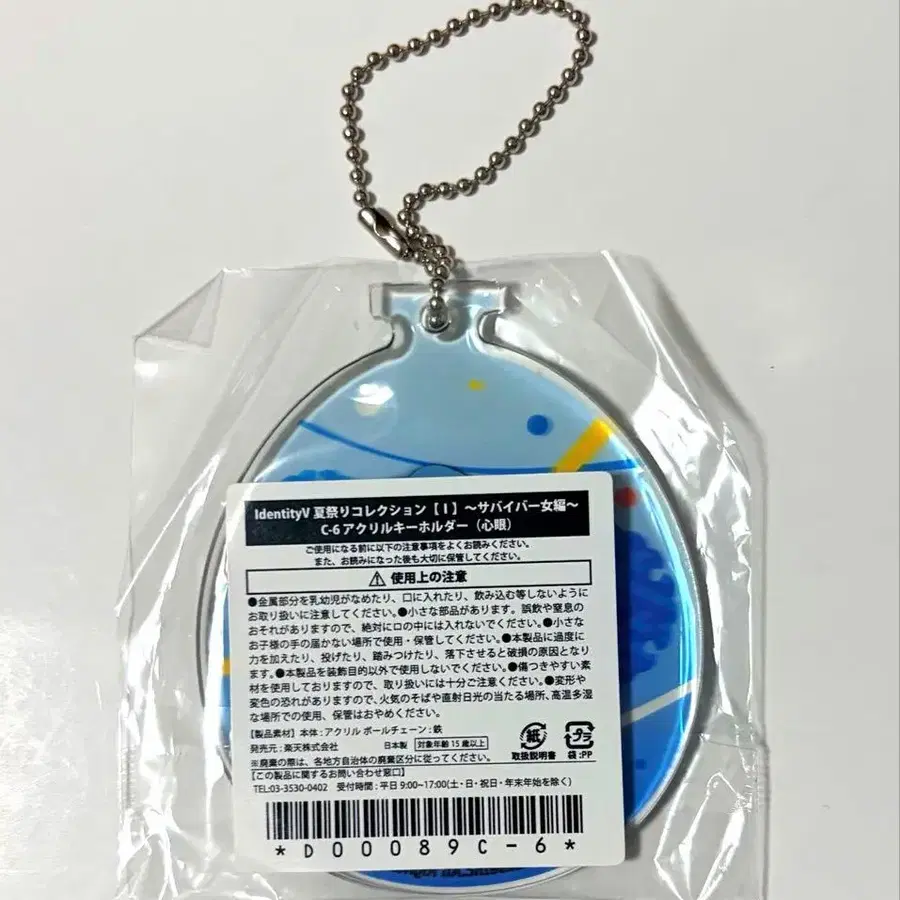 IdentityV 夏祭りコレクション【Ⅰ】～サバイバー女編～
C-6 アクリルキーホルダー（心眼）
ご使用になる前に以下の注意事項をよくお読みください。
また、お読みになった後も大切に保管してください。
⚠ 使用上の注意
●金属部分を乳幼児がなめたり、口に入れたり、飲み込む等しないように
お取り扱いに注意してください。●小さな部品があります。誤飲や窒息の
おそれがありますので、絶対に口の中には入れないでください。●小さな
お子様の手の届かない場所で使用・保管してください。●本製品に過度に
力を加えたり、投げたり、踏みつけたり、落下させると破損の原因となり
ます。●本製品を装飾目的以外で使用しないでください。●傷つきやすい素
材を使用しておりますので、取り扱いには十分ご注意ください。●変形や
変色の恐れがありますので、火気のそばや直射日光の当たる場所、高温多湿
な場所での使用、保管はおやめください。
【製品素材】本体：アクリル ボールチェーン：鉄
発売元：楽天株式会社 日本製 対象年齢15歳以上
紙 取扱説明書
プラ 袋：PP
※廃棄の際は、各地方自治体の廃棄区分に従ってください。
【この製品に関するお問い合わせ窓口】
TEL:03-3530-0402 受付時間：平日 9:00～17:00(土・日・祝日・年末年始を除く)
*D00089C-6*